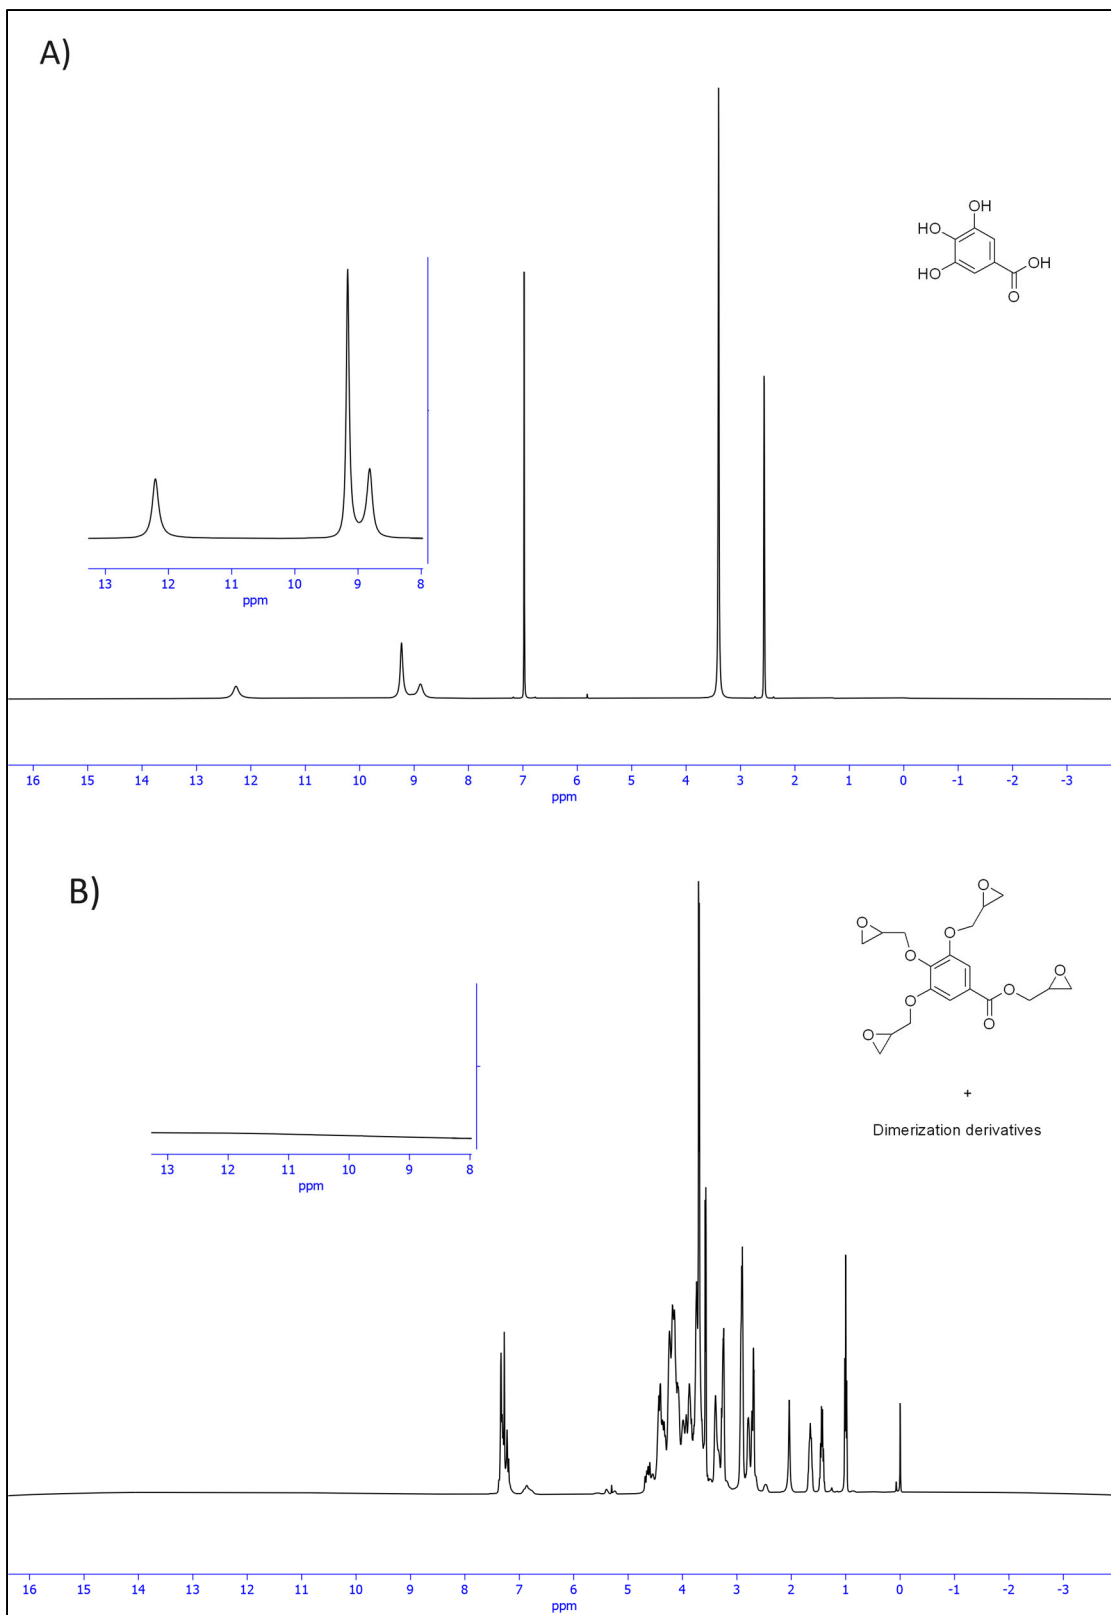 A)
OH
HO
HO
OH
O
13 12 11 10 9 8
ppm
16 15 14 13 12 11 10 9 8 7 6 5 4 3 2 1 0 -1 -2 -3
ppm
B)
O
O
O
O
O
O
O
O
O
+
Dimerization derivatives
13 12 11 10 9 8
ppm
16 15 14 13 12 11 10 9 8 7 6 5 4 3 2 1 0 -1 -2 -3
ppm